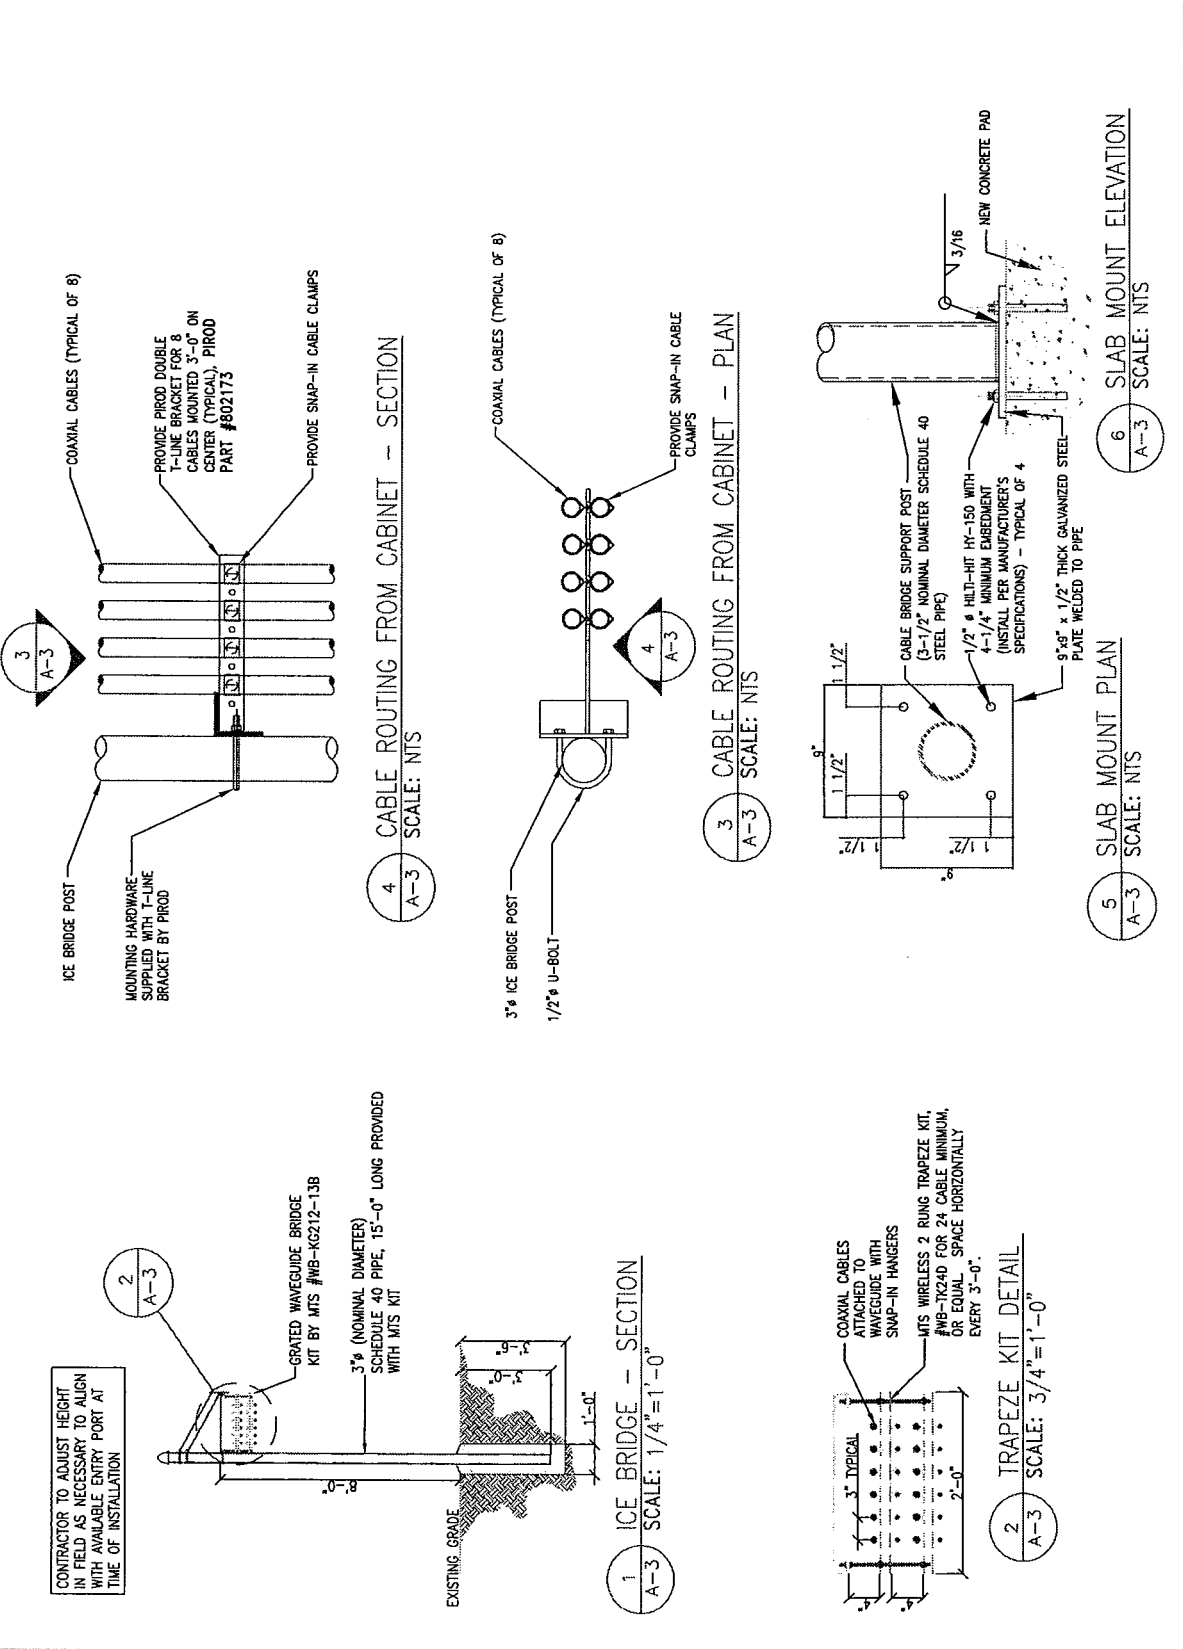 CONTRACTOR TO ADJUST HEIGHT
IN FIELD AS NECESSARY TO ALIGN
WITH AVAILABLE ENTRY PORT AT
TIME OF INSTALLATION
2
A-3
GRATED WAVEGUIDE BRIDGE
KIT BY MTS #WB-KG212-13B
3"ø (NOMINAL DIAMETER)
SCHEDULE 40 PIPE, 15'-0" LONG PROVIDED
WITH MTS KIT
8'-0"
3'-0"
3'-6"
1'-0"
EXISTING GRADE
1
A-3
ICE BRIDGE - SECTION
SCALE: 1/4"=1'-0"
3" TYPICAL
4"
4"
2'-0"
COAXIAL CABLES
ATTACHED TO
WAVEGUIDE WITH
SNAP-IN HANGERS
MTS WIRELESS 2 RUNG TRAPEZE KIT,
#WB-TK24D FOR 24 CABLE MINIMUM,
OR EQUAL. SPACE HORIZONTALLY
EVERY 3'-0".
2
A-3
TRAPEZE KIT DETAIL
SCALE: 3/4"=1'-0"
3
A-3
ICE BRIDGE POST
MOUNTING HARDWARE
SUPPLIED WITH T-LINE
BRACKET BY PIROD
COAXIAL CABLES (TYPICAL OF 8)
PROVIDE PIROD DOUBLE
T-LINE BRACKET FOR 8
CABLES MOUNTED 3'-0" ON
CENTER (TYPICAL), PIROD
PART #802173
PROVIDE SNAP-IN CABLE CLAMPS
4
A-3
CABLE ROUTING FROM CABINET - SECTION
SCALE: NTS
3"ø ICE BRIDGE POST
1/2"ø U-BOLT
COAXIAL CABLES (TYPICAL OF 8)
PROVIDE SNAP-IN CABLE
CLAMPS
4
A-3
3
A-3
CABLE ROUTING FROM CABINET - PLAN
SCALE: NTS
9"
1 1/2"
1 1/2"
9"
1 1/2"
1 1/2"
CABLE BRIDGE SUPPORT POST
(3-1/2" NOMINAL DIAMETER SCHEDULE 40
STEEL PIPE)
1/2" ø HILTI-HIT HY-150 WITH
4-1/4" MINIMUM EMBEDMENT
(INSTALL PER MANUFACTURER'S
SPECIFICATIONS) - TYPICAL OF 4
9"x9" x 1/2" THICK GALVANIZED STEEL
PLATE WELDED TO PIPE
5
A-3
SLAB MOUNT PLAN
SCALE: NTS
3/16
NEW CONCRETE PAD
6
A-3
SLAB MOUNT ELEVATION
SCALE: NTS